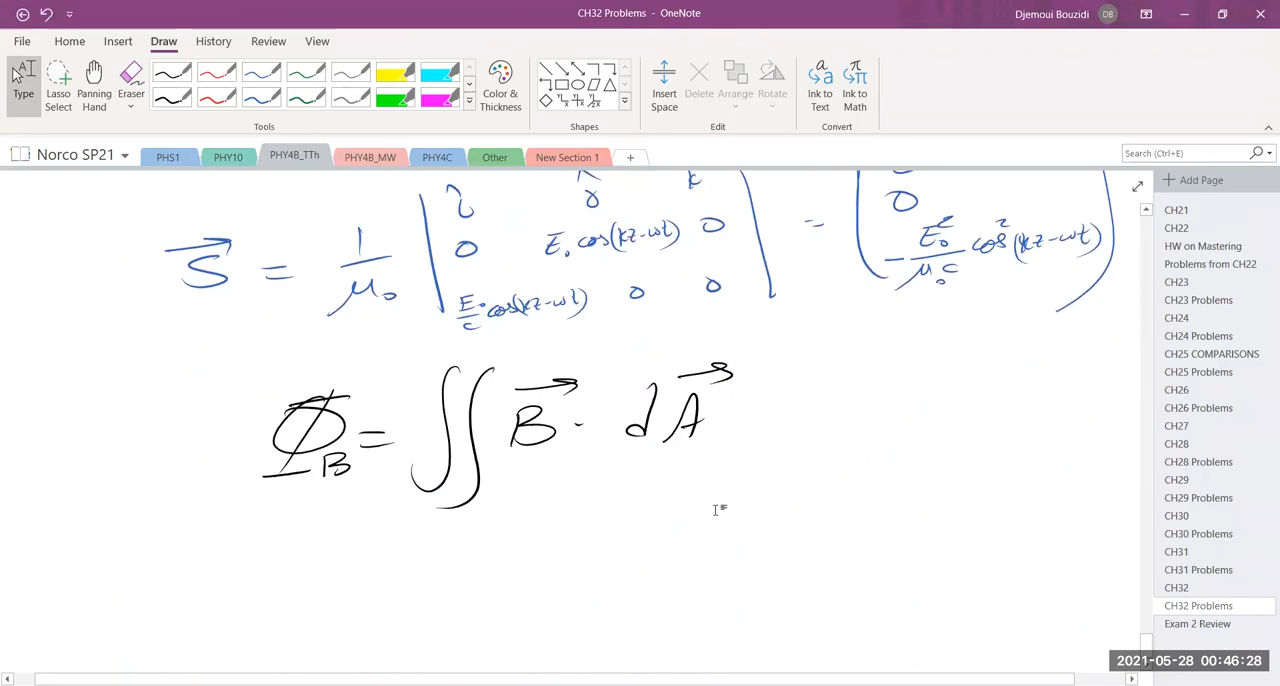 CH32 Problems - OneNote
Djemoui Bouzidi DB
File Home Insert Draw History Review View
Type
Lasso Select
Panning Hand
Eraser
Color & Thickness
Insert Space
Delete
Arrange
Rotate
Ink to Text
Ink to Math
Tools
Shapes
Edit
Convert
Norco SP21
PHS1
PHY10
PHY4B_TTh
PHY4B_MW
PHY4C
Other
New Section 1
Search (Ctrl+E)
Add Page
CH21
CH22
HW on Mastering
Problems from CH22
CH23
CH23 Problems
CH24
CH24 Problems
CH25 COMPARISONS
CH25 Problems
CH26
CH26 Problems
CH27
CH28
CH28 Problems
CH29
CH29 Problems
CH30
CH30 Problems
CH31
CH31 Problems
CH32
CH32 Problems
Exam 2 Review
S = 1/μ₀ | 0 E₀ cos(kz-ωt) 0 | = 0
E₀/c cos(kz-ωt) 0 0
- E₀²/μ₀c cos²(kz-ωt)
Φ_B = ∬ B · dA
2021-05-28 00:46:28